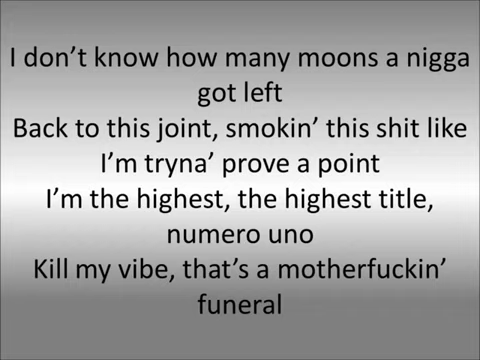 I don’t know how many moons a nigga
got left
Back to this joint, smokin’ this shit like
I’m tryna’ prove a point
I’m the highest, the highest title,
numero uno
Kill my vibe, that’s a motherfuckin’
funeral